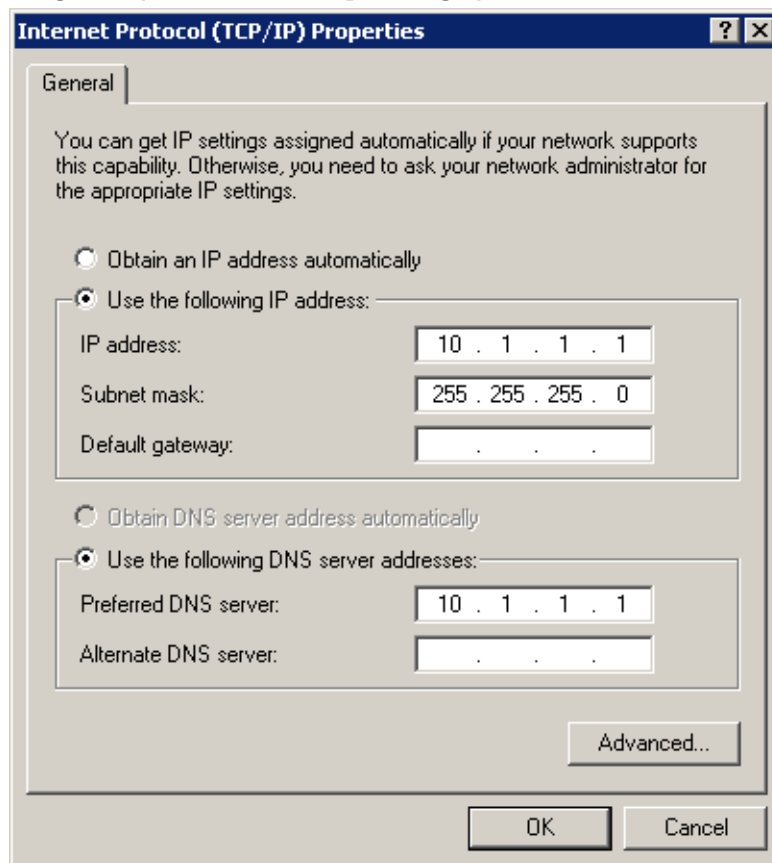 Internet Protocol (TCP/IP) Properties
General
You can get IP settings assigned automatically if your network supports
this capability. Otherwise, you need to ask your network administrator for
the appropriate IP settings.
Obtain an IP address automatically
Use the following IP address:
IP address: 10 . 1 . 1 . 1
Subnet mask: 255 . 255 . 255 . 0
Default gateway: . . .
Obtain DNS server address automatically
Use the following DNS server addresses:
Preferred DNS server: 10 . 1 . 1 . 1
Alternate DNS server: . . .
Advanced...
OK Cancel